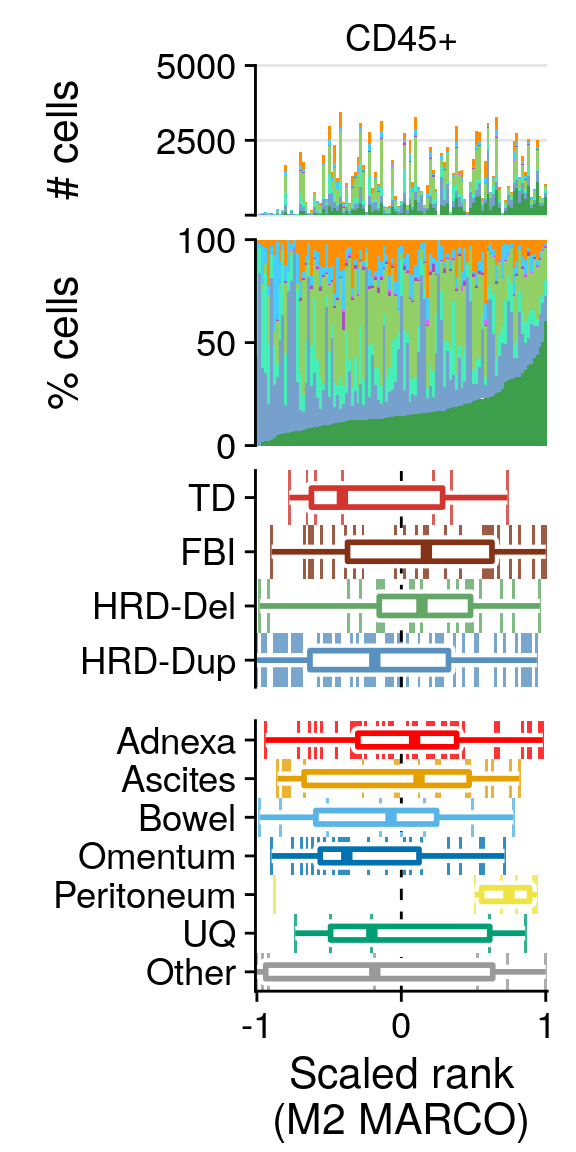 CD45+
5000
2500
# cells
100
50
0
% cells
TD
FBI
HRD-Del
HRD-Dup
Adnexa
Ascites
Bowel
Omentum
Peritoneum
UQ
Other
-1 0 1
Scaled rank
(M2 MARCO)